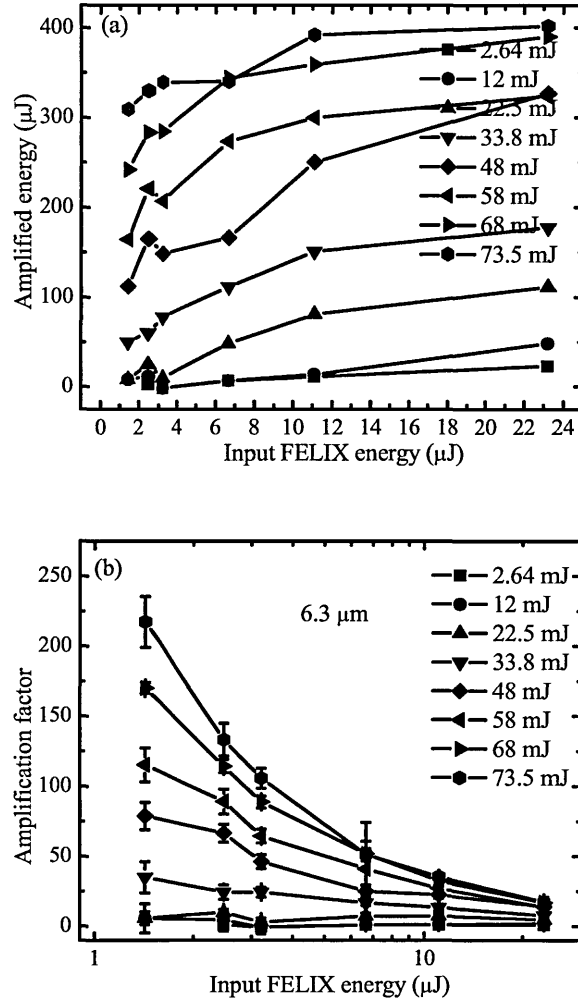 (a)
400
300
200
100
0
Amplified energy (μJ)
2.64 mJ
12 mJ
22.5 mJ
33.8 mJ
48 mJ
58 mJ
68 mJ
73.5 mJ
0 2 4 6 8 10 12 14 16 18 20 22 24
Input FELIX energy (μJ)
(b)
250
200
150
100
50
0
Amplification factor
6.3 μm
2.64 mJ
12 mJ
22.5 mJ
33.8 mJ
48 mJ
58 mJ
68 mJ
73.5 mJ
1 10
Input FELIX energy (μJ)